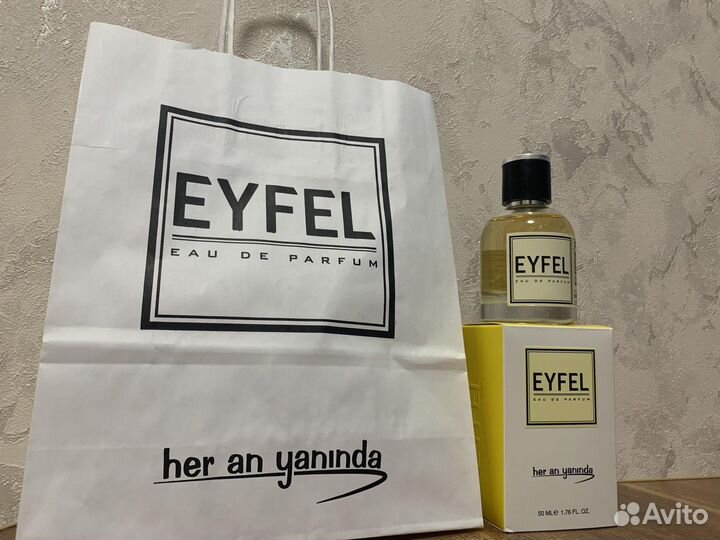 EYFEL
EAU DE PARFUM
her an yanında
EYFEL
EAU DE PARFUM
EYFEL
EAU DE PARFUM
her an yanında
50 ML e 1.76 FL. OZ.
Avito